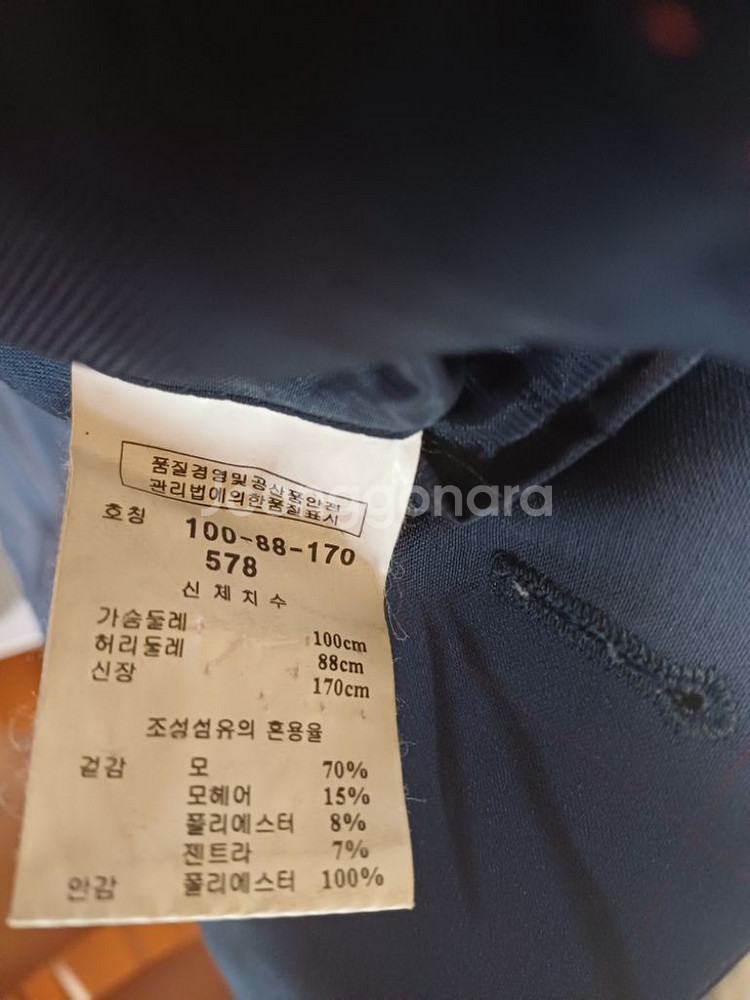 품질경영및공산품안전
관리법에의한품질표시
호칭 100-88-170
578
신체치수
가슴둘레 100cm
허리둘레 88cm
신장 170cm
조성섬유의 혼용율
겉감 모 70%
모헤어 15%
폴리에스터 8%
젠트라 7%
안감 폴리에스터 100%
joonggonara